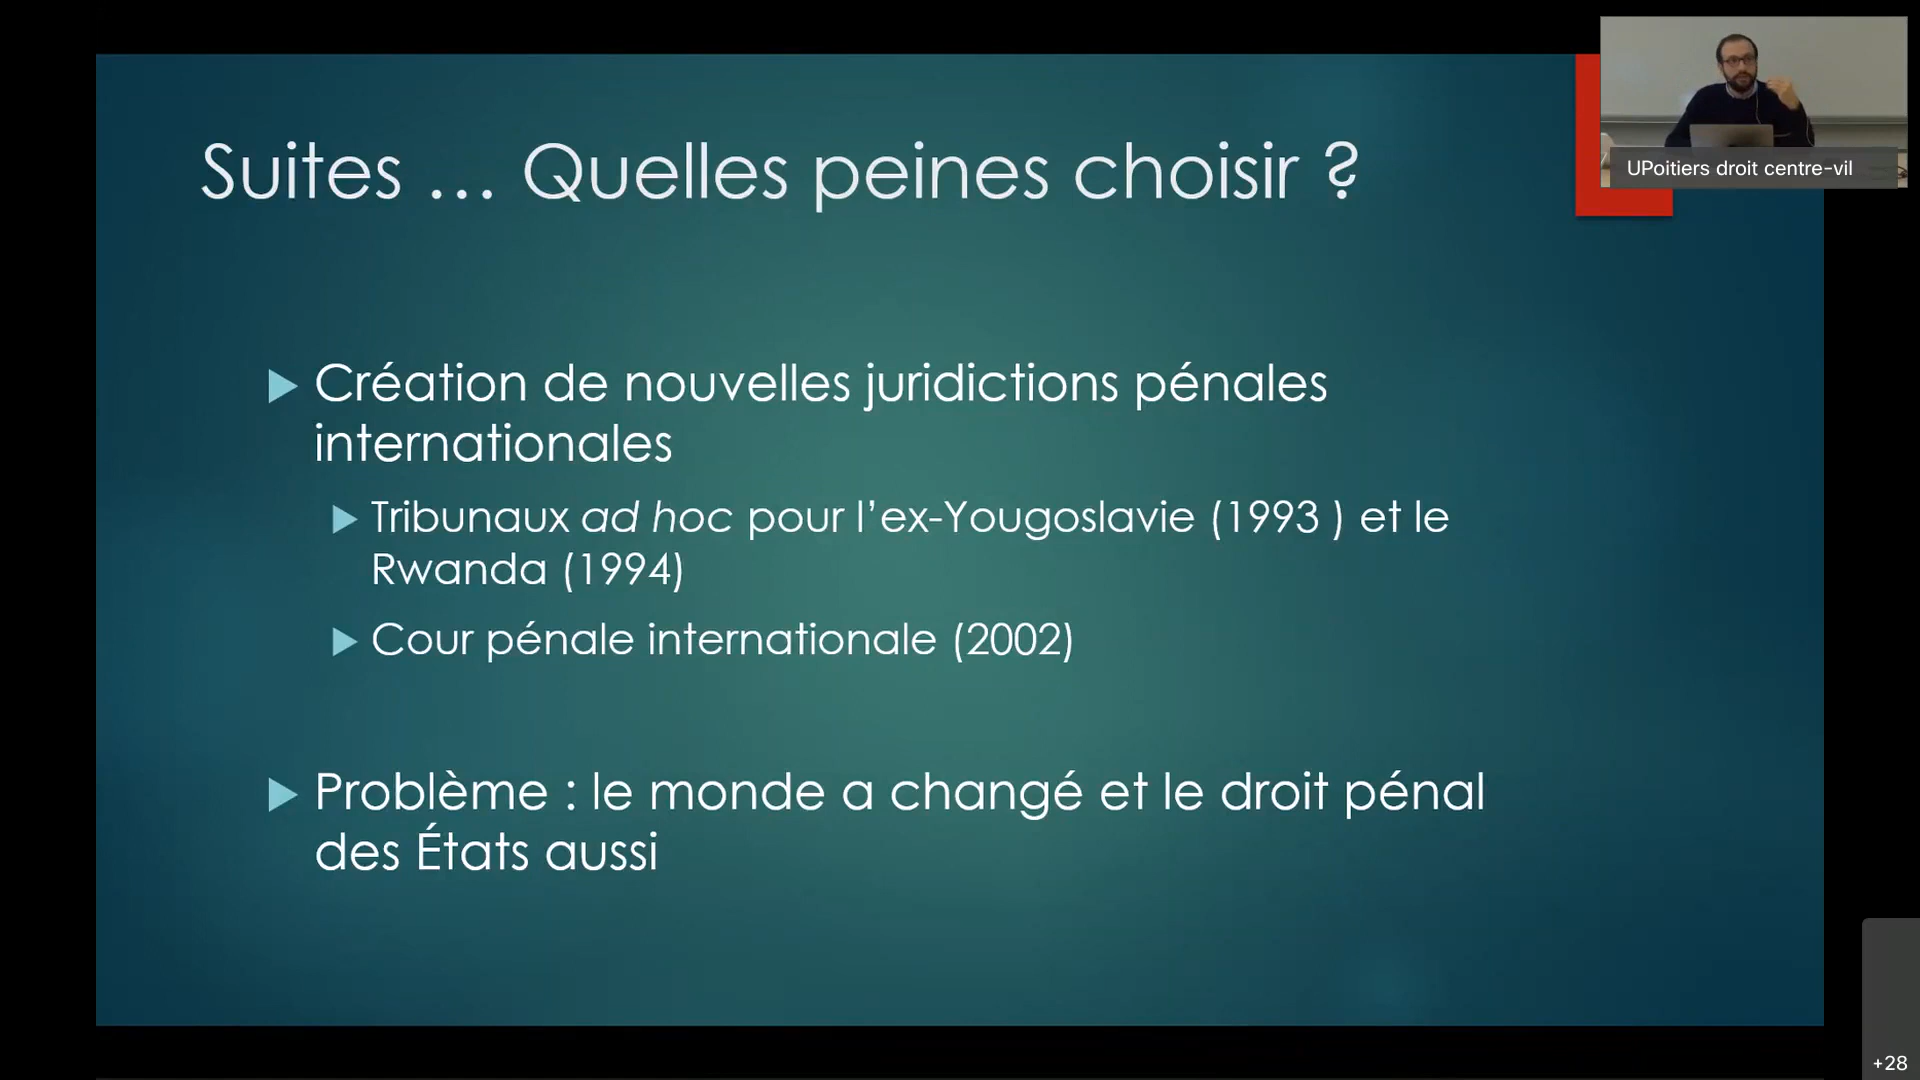 Suites … Quelles peines choisir ?
UPoitiers droit centre-vil
Création de nouvelles juridictions pénales
internationales
Tribunaux ad hoc pour l’ex-Yougoslavie (1993 ) et le
Rwanda (1994)
Cour pénale internationale (2002)
Problème : le monde a changé et le droit pénal
des États aussi
+28